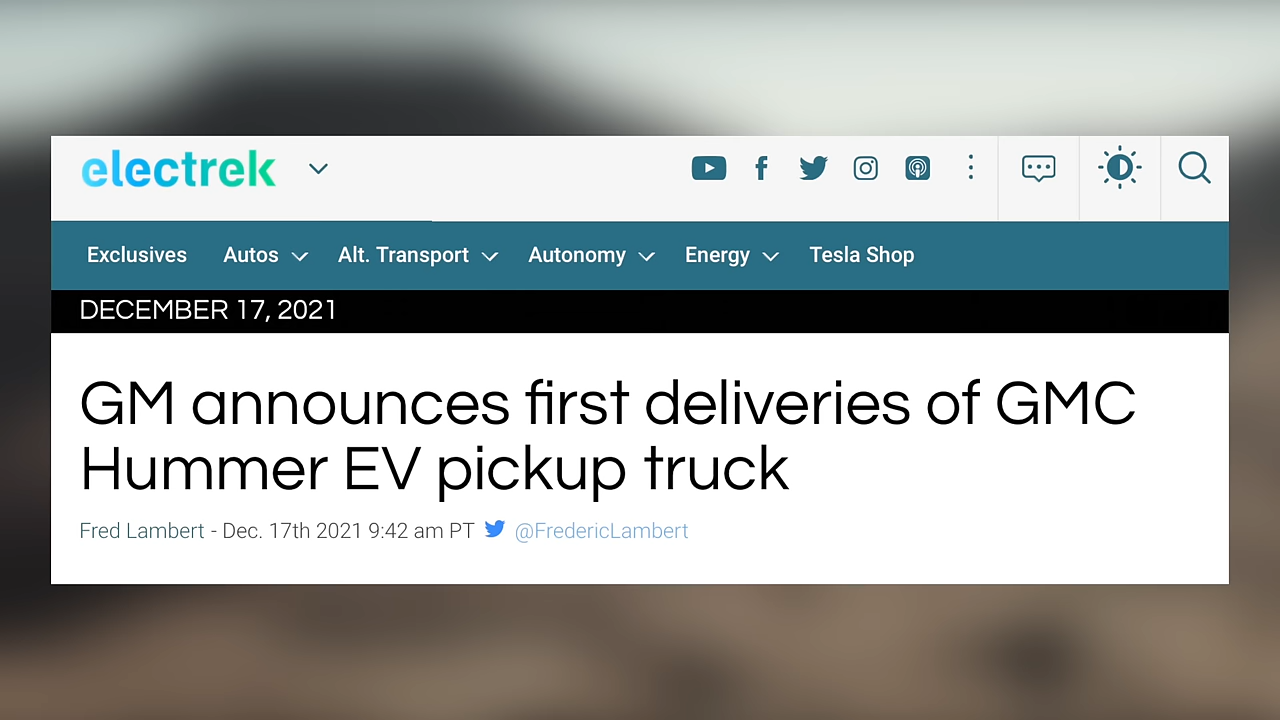 electrek
Exclusives Autos Alt. Transport Autonomy Energy Tesla Shop
DECEMBER 17, 2021
GM announces first deliveries of GMC
Hummer EV pickup truck
Fred Lambert - Dec. 17th 2021 9:42 am PT @FredericLambert